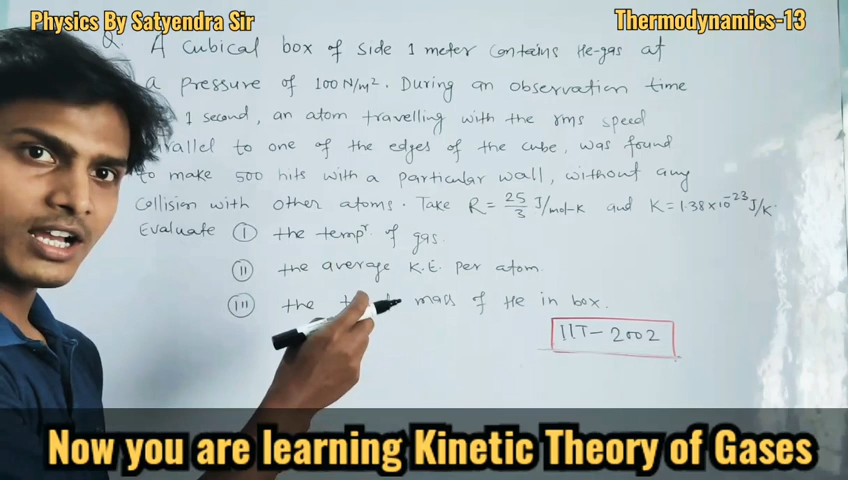 Physics By Satyendra Sir
Thermodynamics-13
Q. A cubical box of side 1 meter contains He-gas at
a pressure of 100 N/m². During an observation time
1 second, an atom travelling with the rms speed
parallel to one of the edges of the cube, was found
to make 500 hits with a particular wall, without any
Collision with other atoms. Take R = 25/3 J/mol-K and K = 1.38×10⁻²³ J/K.
Evaluate (I) the tempʳ of gas.
(II) the average K.E. per atom.
(III) the mass of He in box.
IIT-2002
Now you are learning Kinetic Theory of Gases